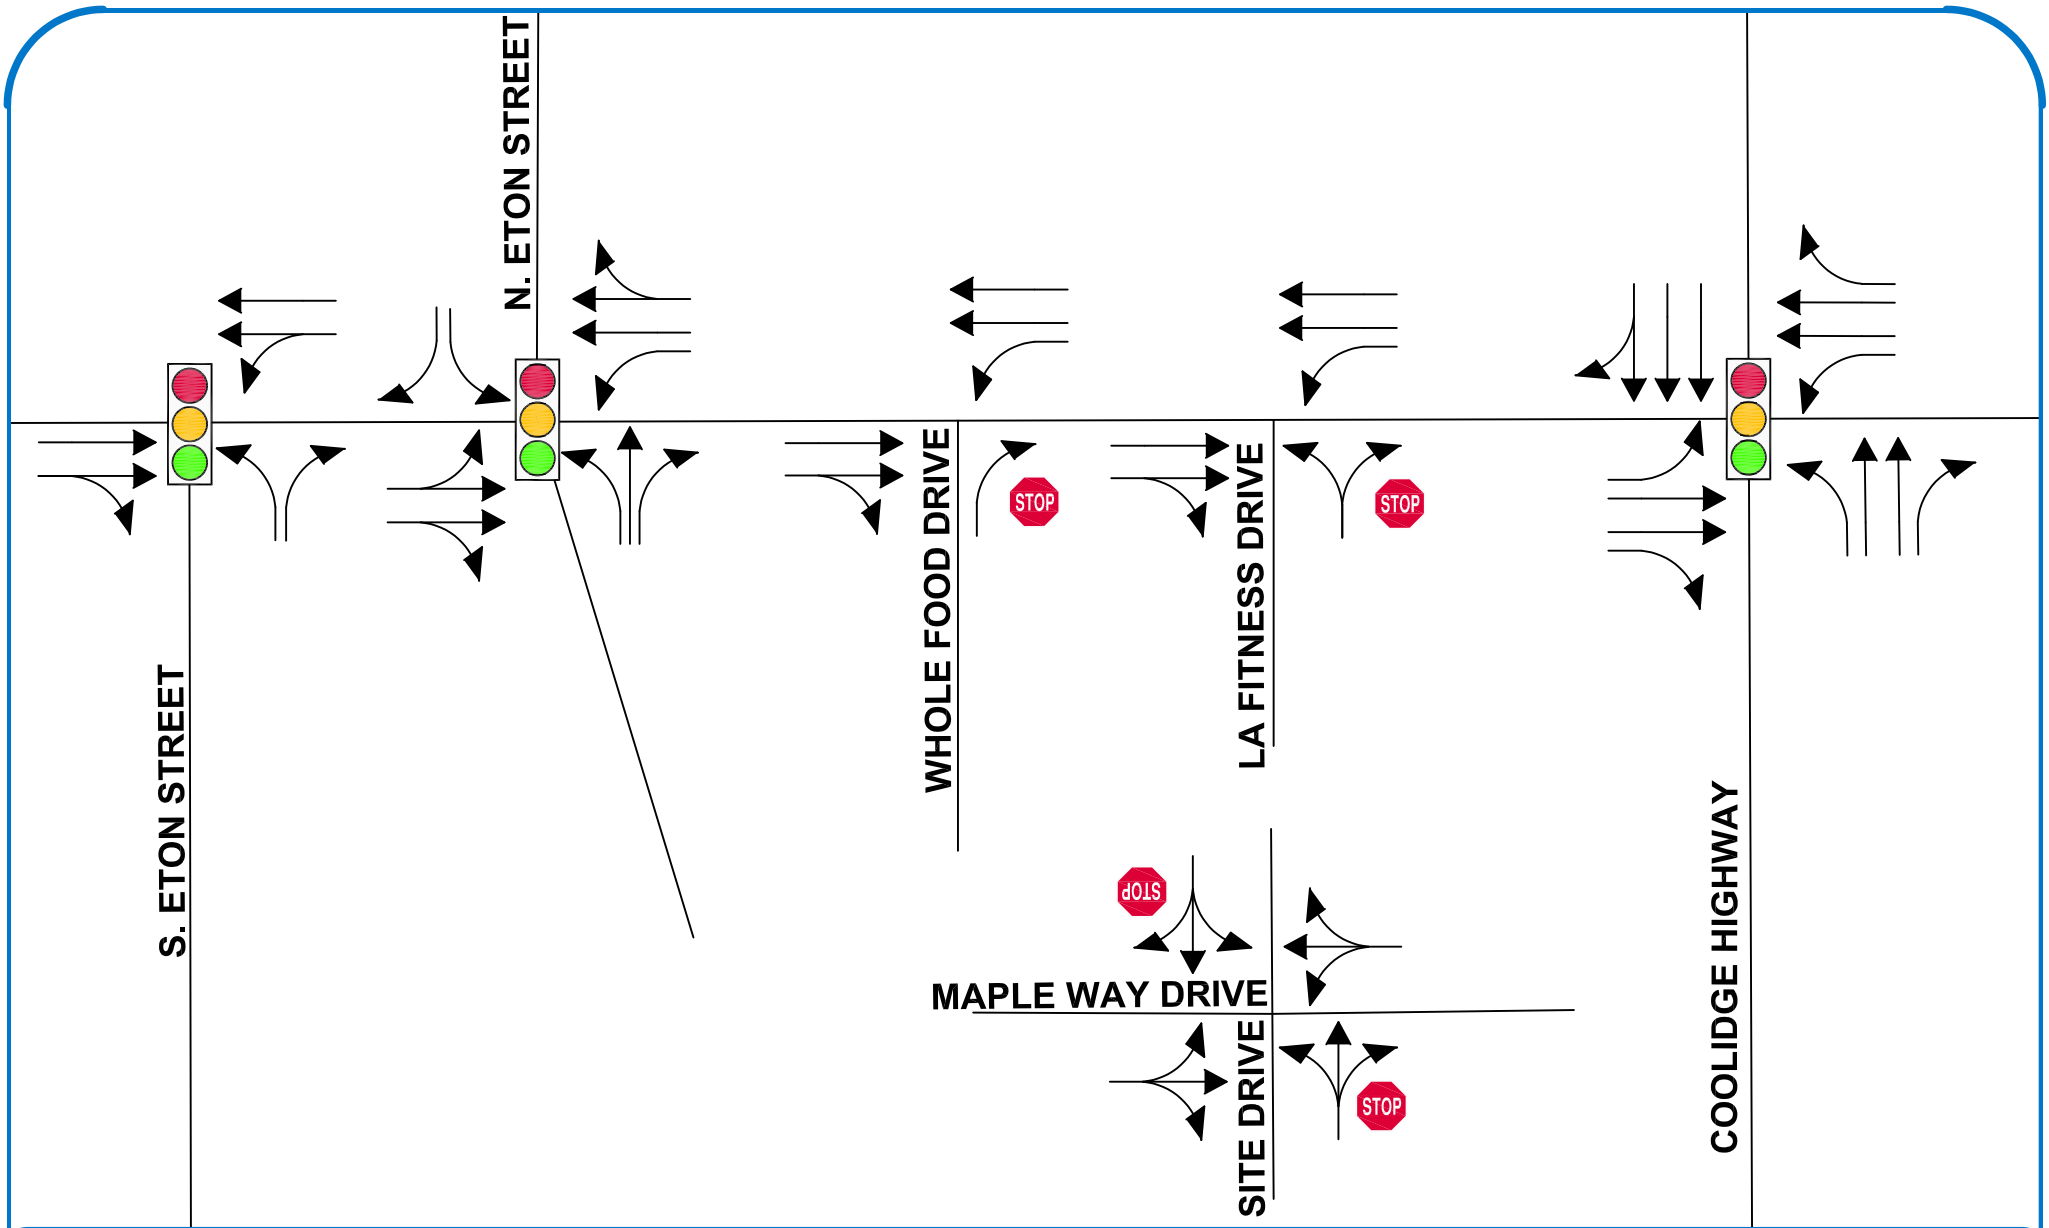 N. ETON STREET
STOP
STOP
WHOLE FOOD DRIVE
LA FITNESS DRIVE
S. ETON STREET
COOLIDGE HIGHWAY
STOP
MAPLE WAY DRIVE
SITE DRIVE
STOP